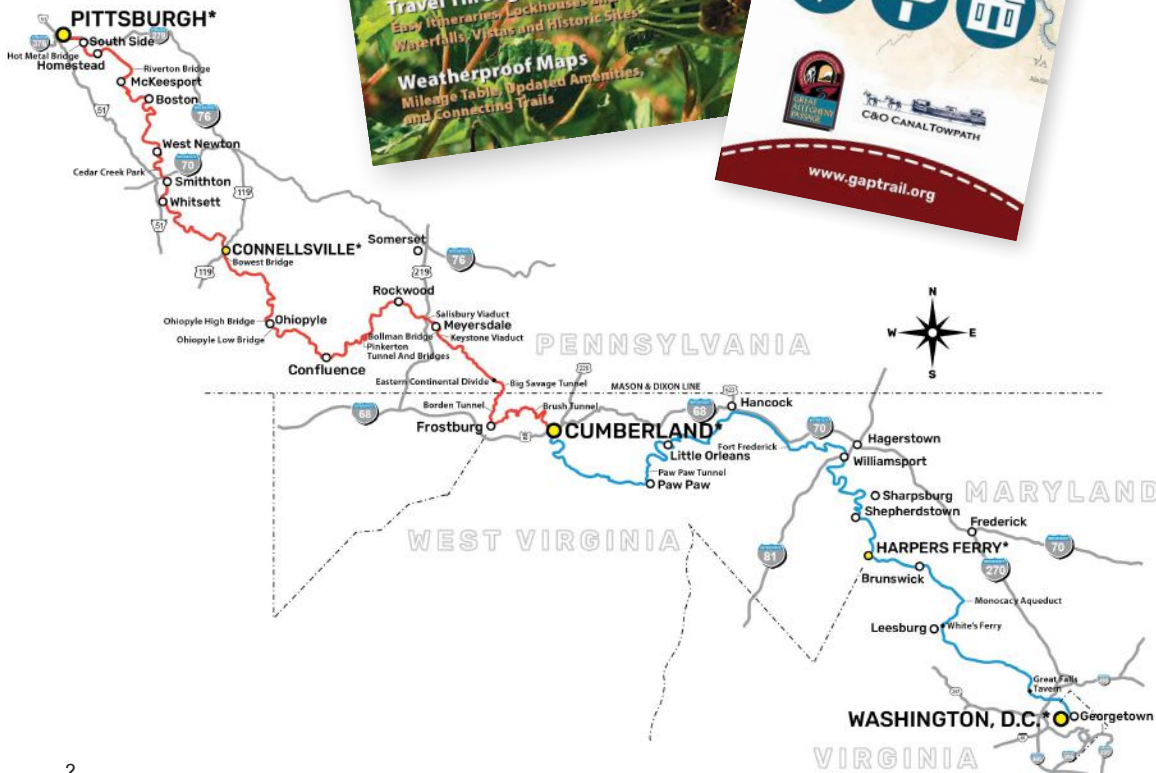 Travel Thro
Easy Itineraries, Lockhouses and
Waterfalls, Vistas and Historic Sites
Weatherproof Maps
Mileage Table, Updated Amenities,
and Connecting Trails
GREAT
ALLEGHENY
PASSAGE
C&O CANAL TOWPATH
www.gaptrail.org
PITTSBURGH*
South Side
279
376
Hot Metal Bridge
Homestead
Riverton Bridge
McKeesport
Boston
51
76
West Newton
70
Cedar Creek Park
Smithton
119
Whitsett
51
CONNELLSVILLE*
Bowest Bridge
119
Somerset
76
219
Rockwood
Salisbury Viaduct
Meyersdale
Keystone Viaduct
Ohiopyle High Bridge
Ohiopyle
Ohiopyle Low Bridge
Bollman Bridge
Pinkerton
Tunnel And Bridges
Confluence
PENNSYLVANIA
N
W
E
S
Eastern Continental Divide
Big Savage Tunnel
MASON & DIXON LINE
Borden Tunnel
Brush Tunnel
68
68
Hancock
Frostburg
CUMBERLAND*
70
Fort Frederick
Hagerstown
Little Orleans
Williamsport
Paw Paw Tunnel
Paw Paw
Sharpsburg
MARYLAND
Shepherdstown
Frederick
WEST VIRGINIA
HARPERS FERRY*
70
81
270
Brunswick
Monocacy Aqueduct
Leesburg
White's Ferry
Great Falls
Tavern
WASHINGTON, D.C.*
Georgetown
VIRGINIA
2